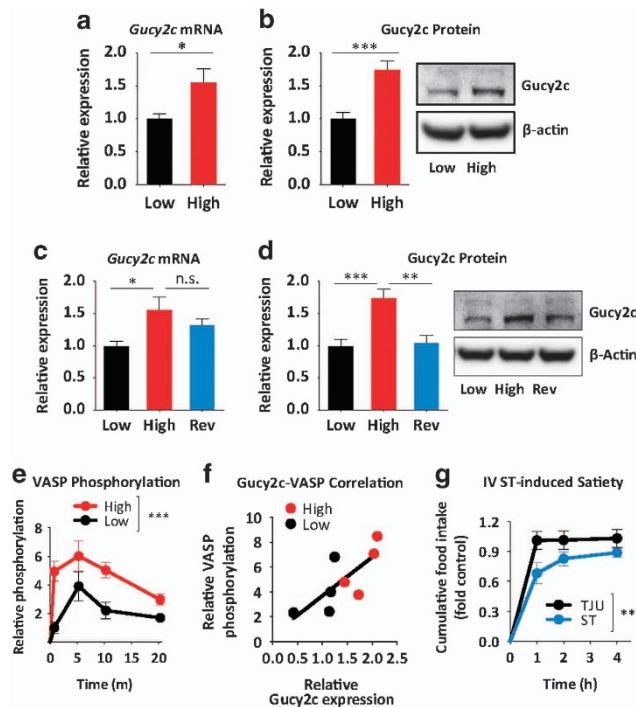 a
Gucy2c mRNA
Relative expression
2.0
1.5
1.0
0.5
0.0
*
Low High
b
Gucy2c Protein
Relative expression
2.0
1.5
1.0
0.5
0.0
***
Low High
Gucy2c
β-actin
Low High
c
Gucy2c mRNA
Relative expression
2.0
1.5
1.0
0.5
0.0
* n.s.
Low High Rev
d
Gucy2c Protein
Relative expression
2.0
1.5
1.0
0.5
0.0
*** **
Low High Rev
Gucy2c
β-Actin
Low High Rev
e
VASP Phosphorylation
High
Low
***
Relative phosphorylation
8
6
4
2
0 5 10 15 20
Time (m)
f
Gucy2c-VASP Correlation
High
Low
Relative VASP
phosphorylation
10
8
6
4
2
0
0.0 0.5 1.0 1.5 2.0 2.5
Relative
Gucy2c expression
g
IV ST-induced Satiety
Cumulative food intake
(fold control)
1.2
0.9
0.6
0.3
0.0
TJU
ST
**
0 1 2 3 4
Time (h)